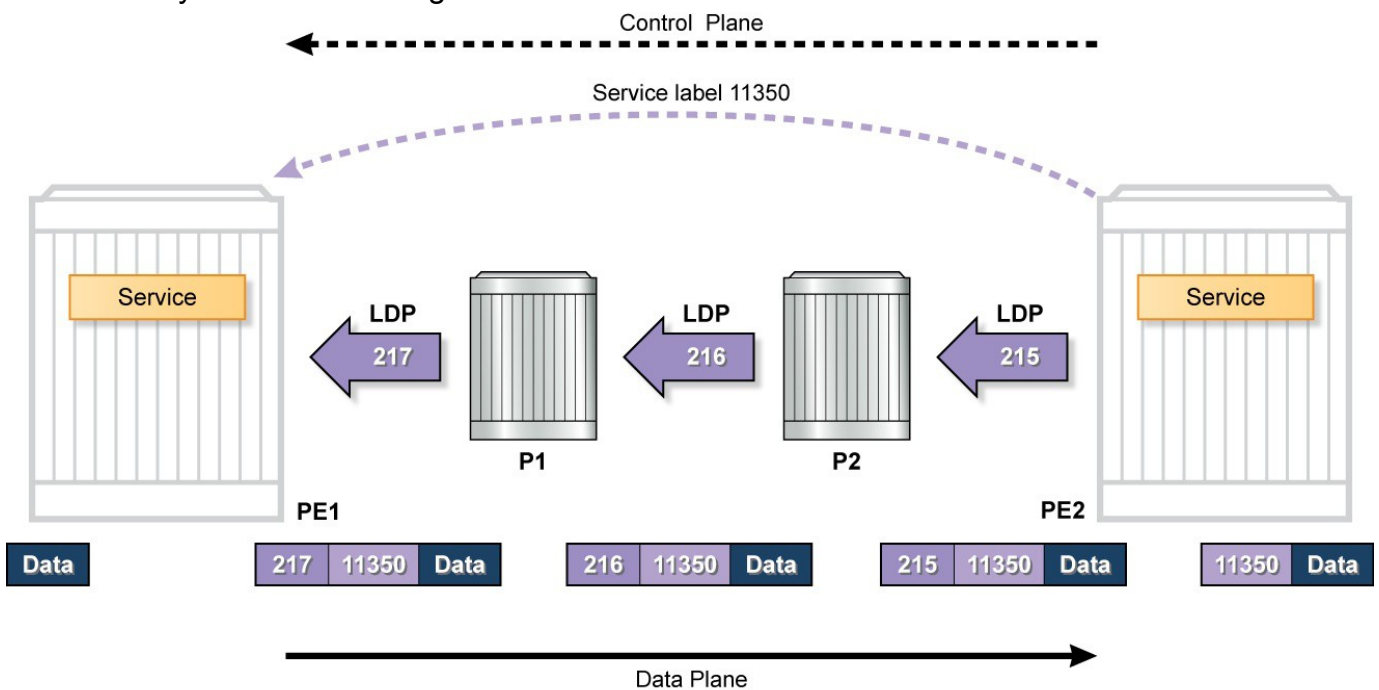 Control Plane
Service label 11350
Service
Service
LDP
LDP
LDP
217
216
215
P1
P2
PE1
PE2
Data
217 11350 Data
216 11350 Data
215 11350 Data
11350 Data
Data Plane